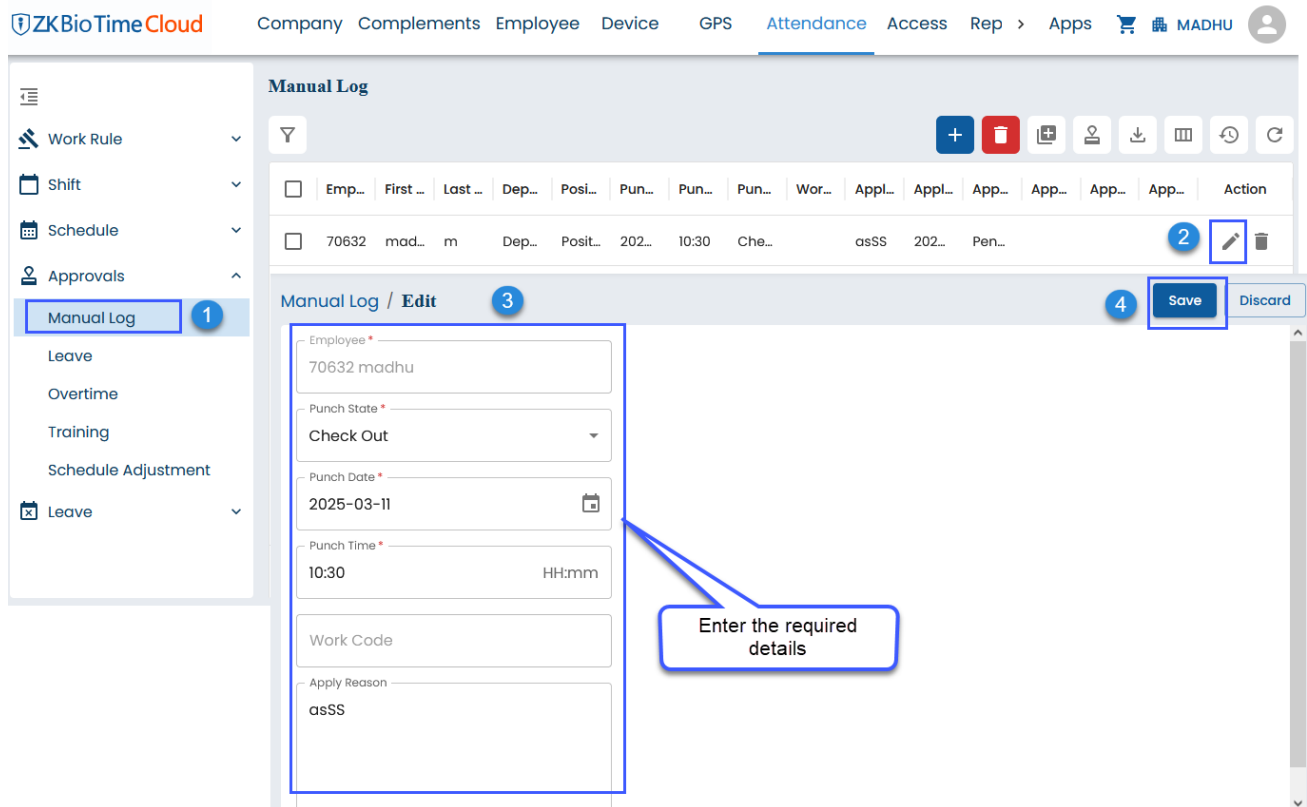 ZKBioTime Cloud Company Complements Employee Device GPS Attendance Access Rep > Apps MADHU
Manual Log
Work Rule
Shift
Schedule
Approvals
Manual Log 1
Leave
Overtime
Training
Schedule Adjustment
Leave
Emp... First ... Last ... Dep... Posi... Pun... Pun... Pun... Wor... Appl... Appl... App... App... App... App... Action
70632 mad... m Dep... Posit... 202... 10:30 Che... asSS 202... Pen... 2
Manual Log / Edit 3 4 Save Discard
Employee *
70632 madhu
Punch State *
Check Out
Punch Date *
2025-03-11
Punch Time *
10:30 HH:mm
Work Code
Apply Reason
asSS
Enter the required
details